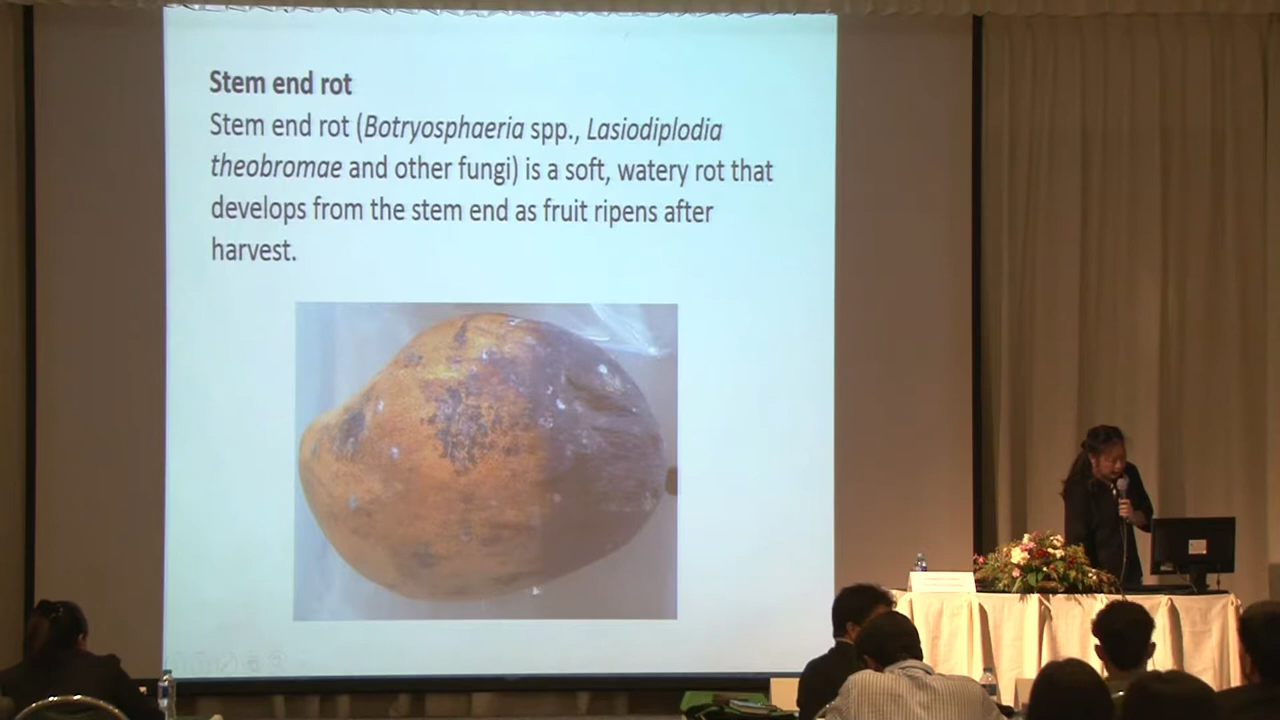 Stem end rot
Stem end rot (Botryosphaeria spp., Lasiodiplodia
theobromae and other fungi) is a soft, watery rot that
develops from the stem end as fruit ripens after
harvest.